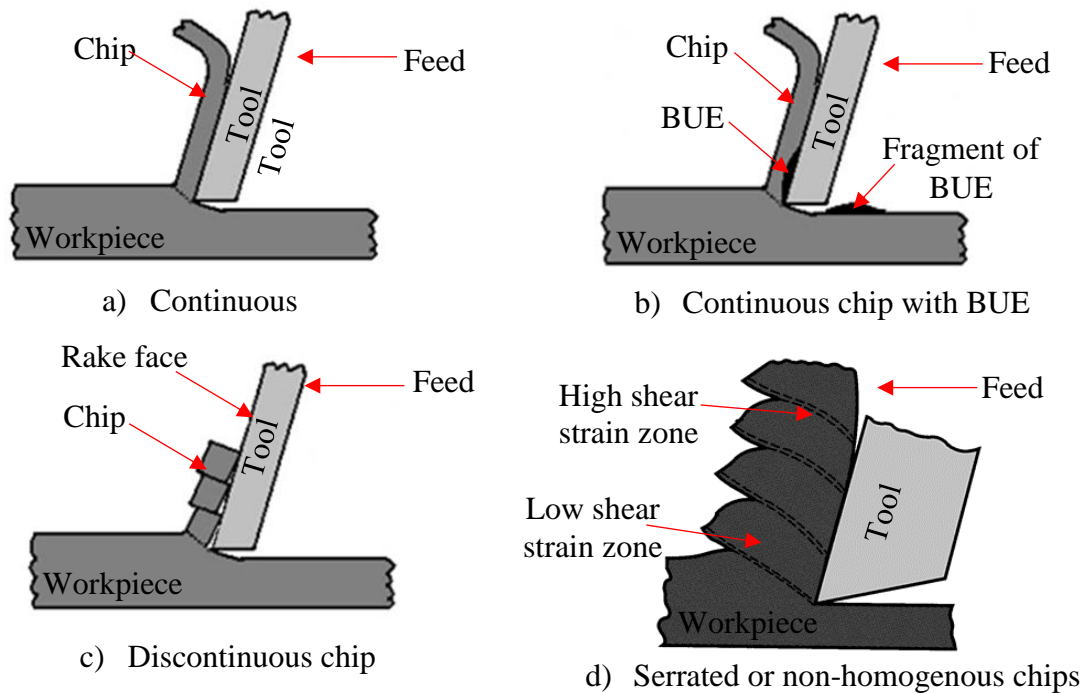 Chip
Feed
Tool
Tool
Workpiece
a) Continuous
Chip
Feed
BUE
Tool
Fragment of
BUE
Workpiece
b) Continuous chip with BUE
Rake face
Feed
Chip
Tool
Workpiece
c) Discontinuous chip
High shear
strain zone
Feed
Low shear
strain zone
Tool
Workpiece
d) Serrated or non-homogenous chips